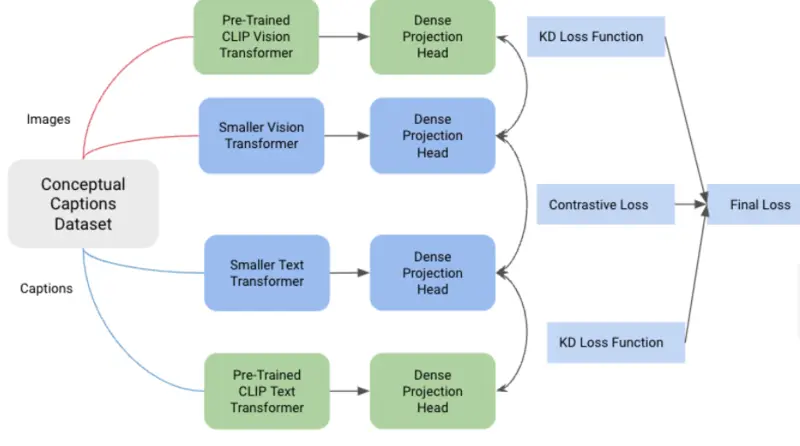 Pre-Trained
CLIP Vision
Transformer
Dense
Projection
Head
KD Loss Function
Images
Smaller Vision
Transformer
Dense
Projection
Head
Conceptual
Captions
Dataset
Contrastive Loss
Final Loss
Captions
Smaller Text
Transformer
Dense
Projection
Head
KD Loss Function
Pre-Trained
CLIP Text
Transformer
Dense
Projection
Head